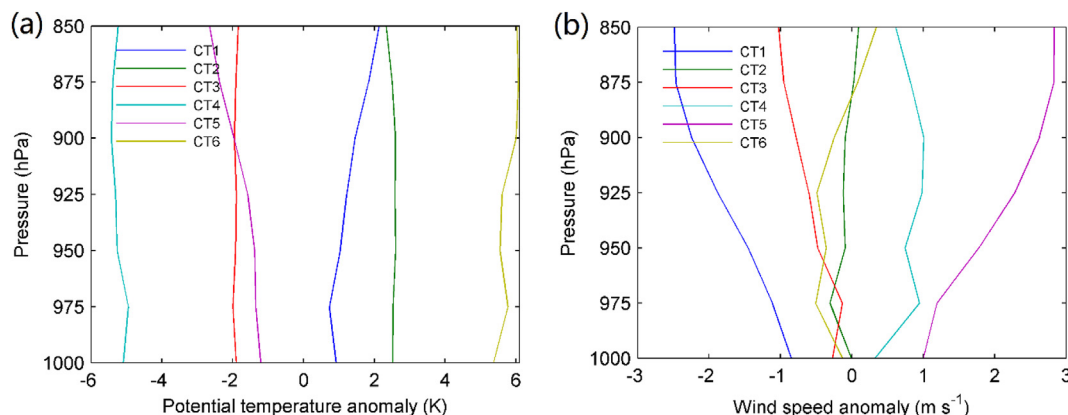 (a)
850
875
900
925
950
975
1000
Pressure (hPa)
CT1
CT2
CT3
CT4
CT5
CT6
-6 -4 -2 0 2 4 6
Potential temperature anomaly (K)
(b)
850
875
900
925
950
975
1000
Pressure (hPa)
CT1
CT2
CT3
CT4
CT5
CT6
-3 -2 -1 0 1 2 3
Wind speed anomaly (m s⁻¹)